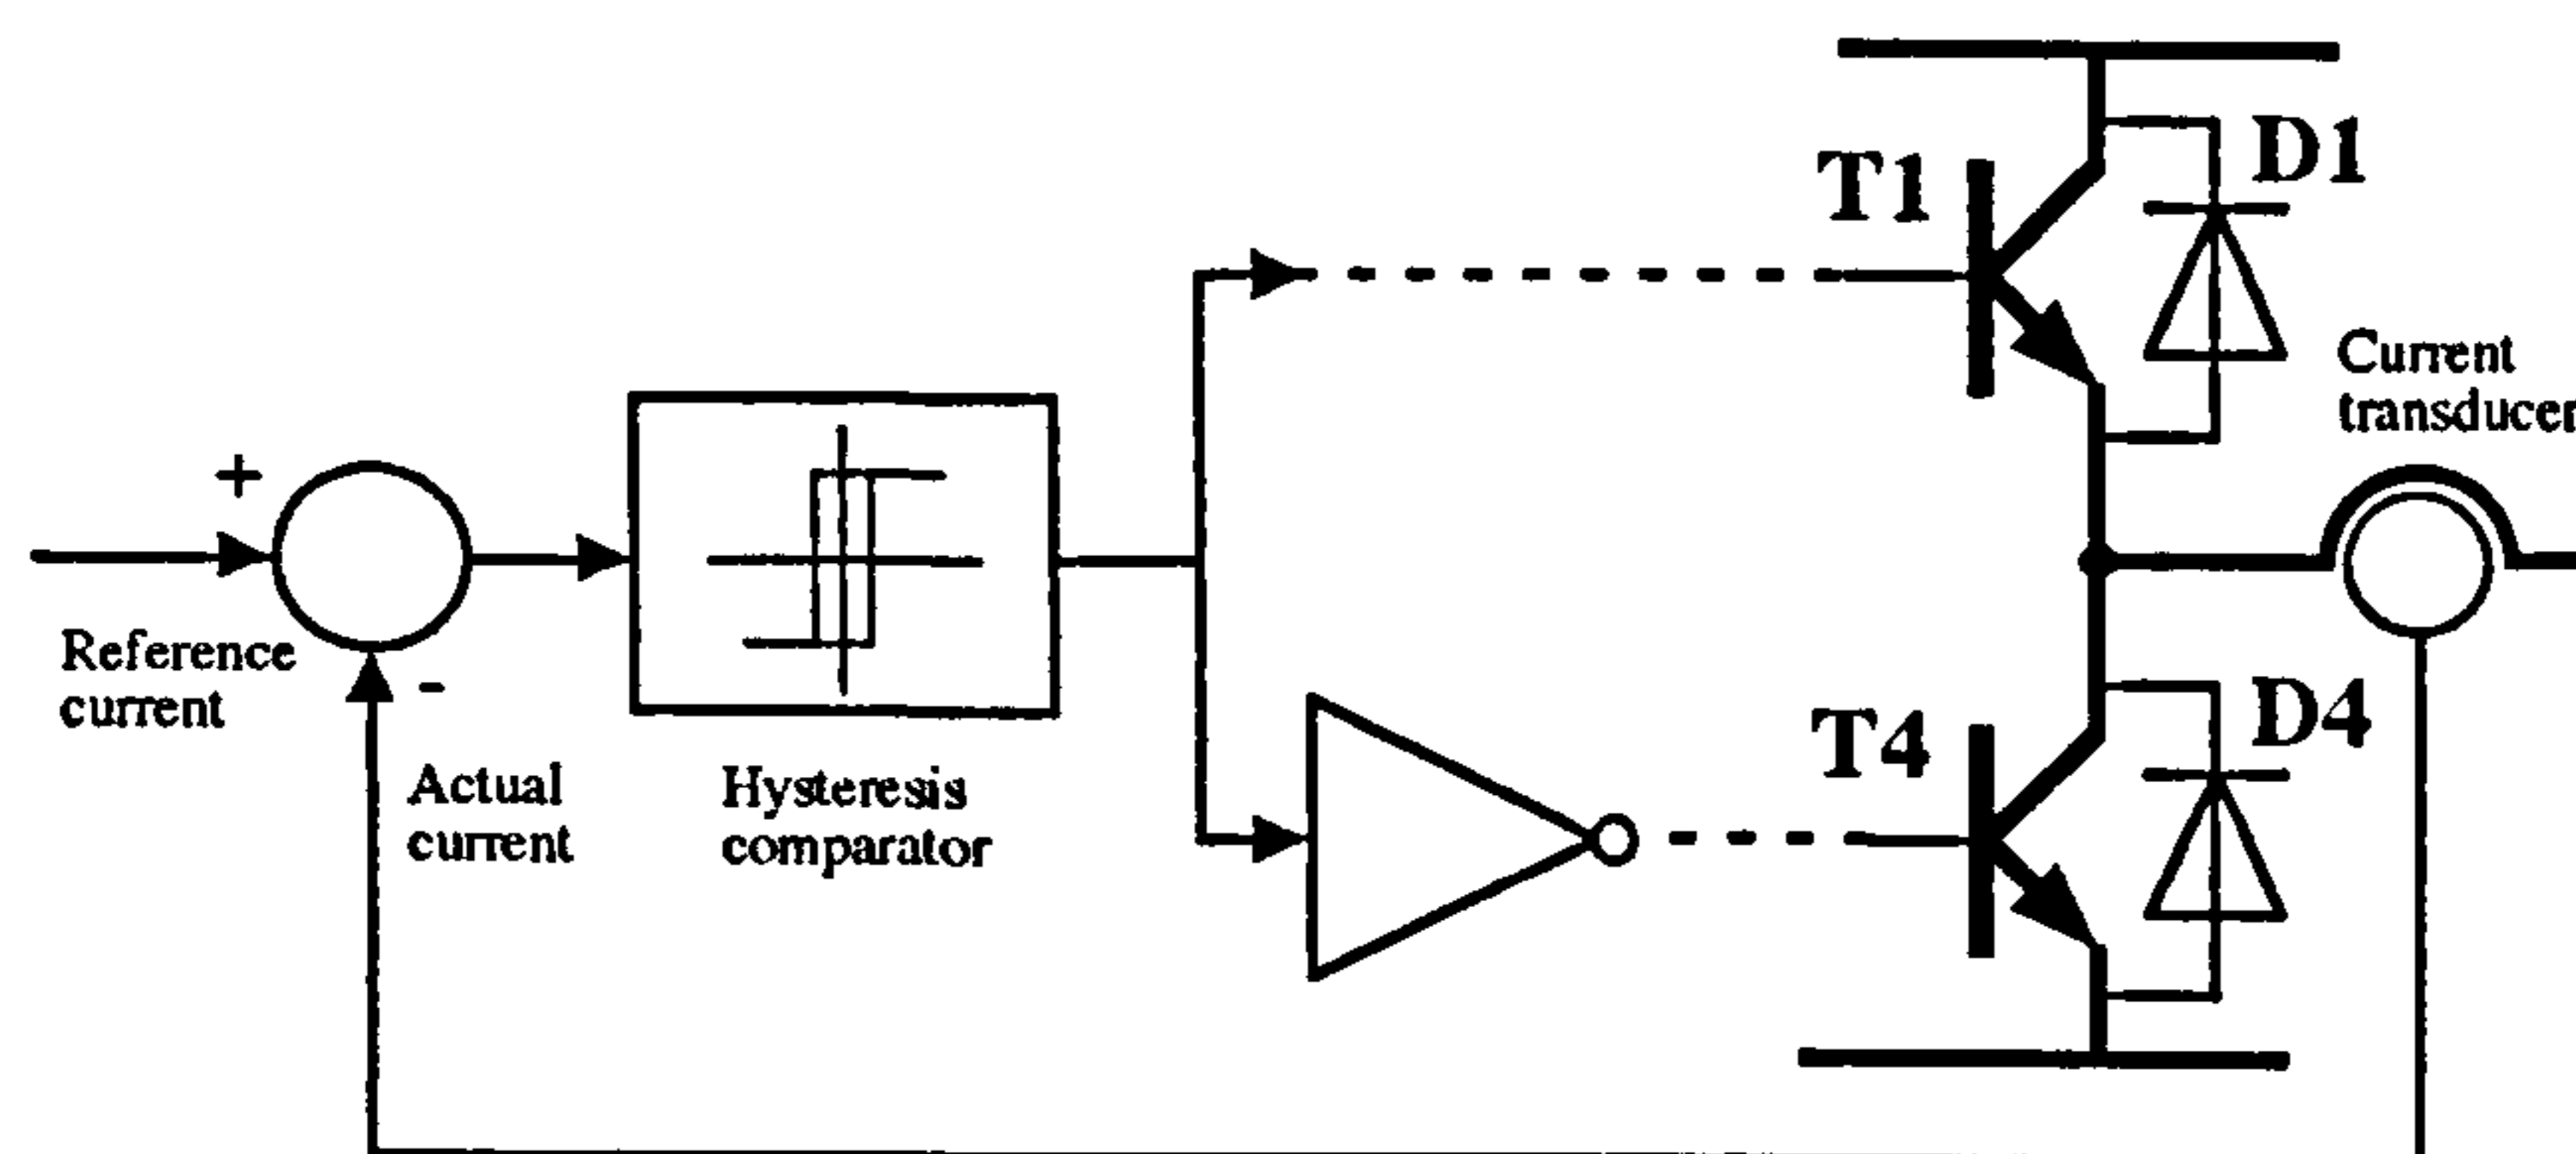 T1
D1
Current
transducer
+
Reference
current
-
Actual
current
Hysteresis
comparator
T4
D4